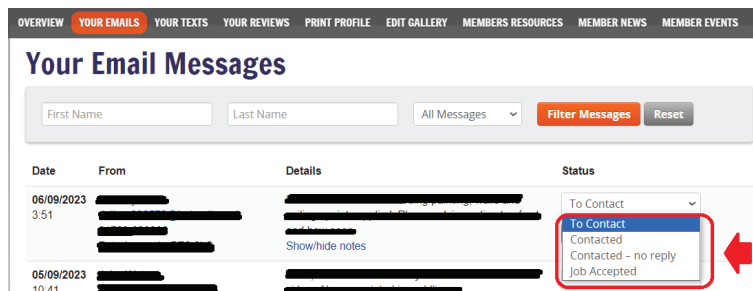 OVERVIEW YOUR EMAILS YOUR TEXTS YOUR REVIEWS PRINT PROFILE EDIT GALLERY MEMBERS RESOURCES MEMBER NEWS MEMBER EVENTS
Your Email Messages
First Name Last Name All Messages Filter Messages Reset
Date From Details Status
06/09/2023 To Contact
3:51
To Contact
Contacted
Contacted – no reply
Show/hide notes
Job Accepted
05/09/2023
10:41